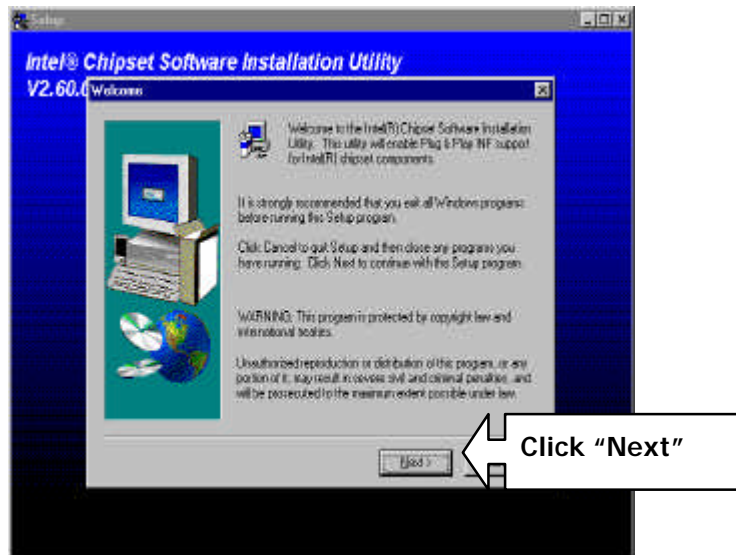 Setup
Intel® Chipset Software Installation Utility
V2.60.
Welcome
Welcome to the Intel(R) Chipset Software Installation
Utility. This utility will enable Plug & Play INF support
for Intel(R) chipset components.
It is strongly recommended that you exit all Windows programs
before running this Setup program.
Click Cancel to quit Setup and then close any programs you
have running. Click Next to continue with the Setup program.
WARNING: This program is protected by copyright law and
international treaties.
Unauthorized reproduction or distribution of this program, or any
portion of it, may result in severe civil and criminal penalties, and
will be prosecuted to the maximum extent possible under law.
Next >
Click “Next”